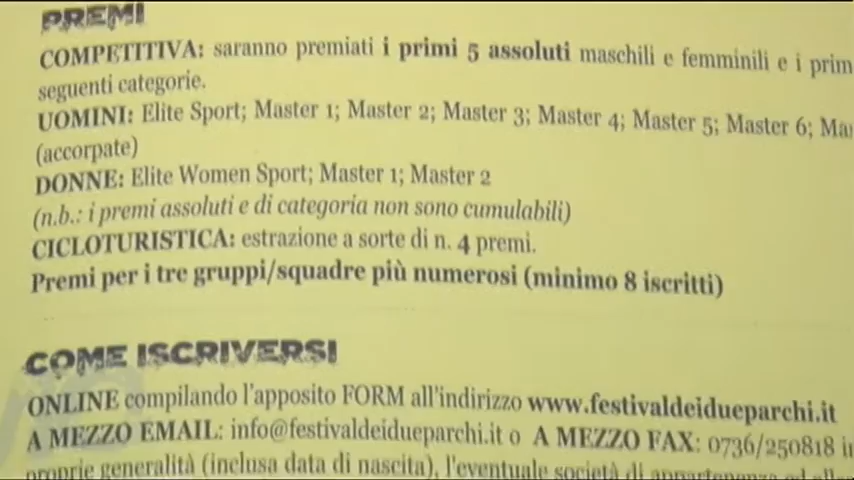 PREMI
COMPETITIVA: saranno premiati i primi 5 assoluti maschili e femminili e i prim
seguenti categorie.
UOMINI: Elite Sport; Master 1; Master 2; Master 3; Master 4; Master 5; Master 6; Ma
(accorpate)
DONNE: Elite Women Sport; Master 1; Master 2
(n.b.: i premi assoluti e di categoria non sono cumulabili)
CICLOTURISTICA: estrazione a sorte di n. 4 premi.
Premi per i tre gruppi/squadre più numerosi (minimo 8 iscritti)
COME ISCRIVERSI
ONLINE compilando l'apposito FORM all'indirizzo www.festivaldeidueparchi.it
A MEZZO EMAIL: info@festivaldeidueparchi.it o A MEZZO FAX: 0736/250818 in
proprie generalità (inclusa data di nascita), l'eventuale società di appartenenza ed